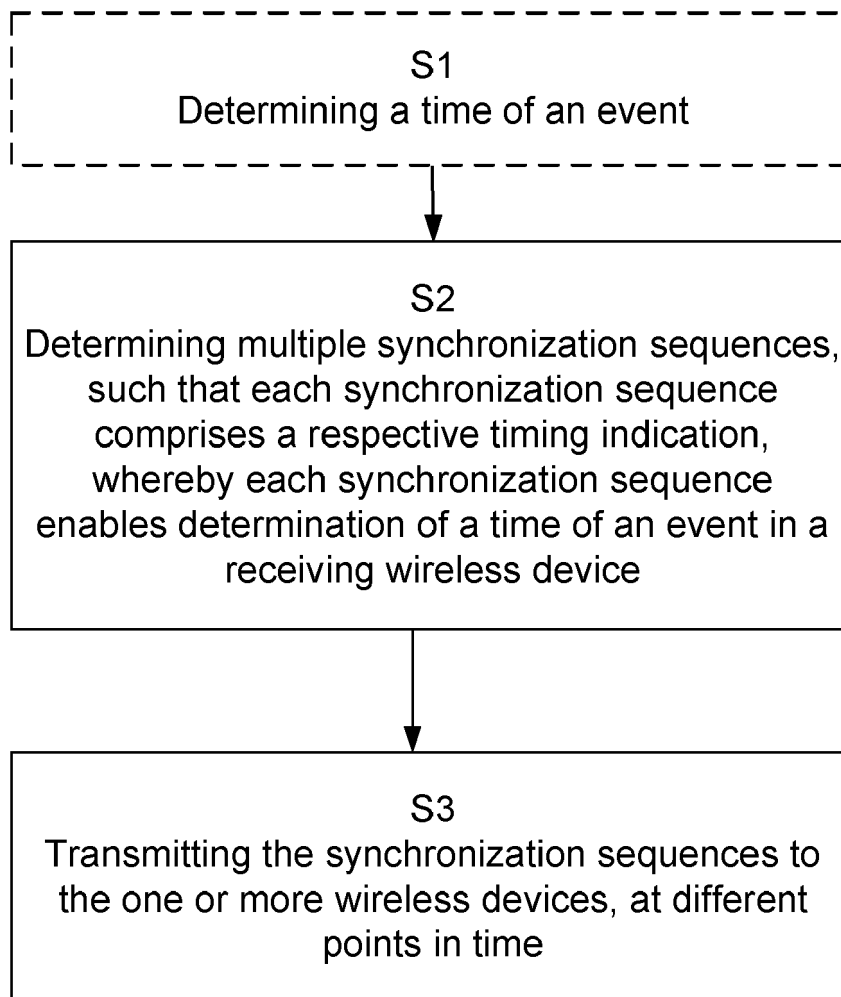 S1
Determining a time of an event
S2
Determining multiple synchronization sequences,
such that each synchronization sequence
comprises a respective timing indication,
whereby each synchronization sequence
enables determination of a time of an event in a
receiving wireless device
S3
Transmitting the synchronization sequences to
the one or more wireless devices, at different
points in time